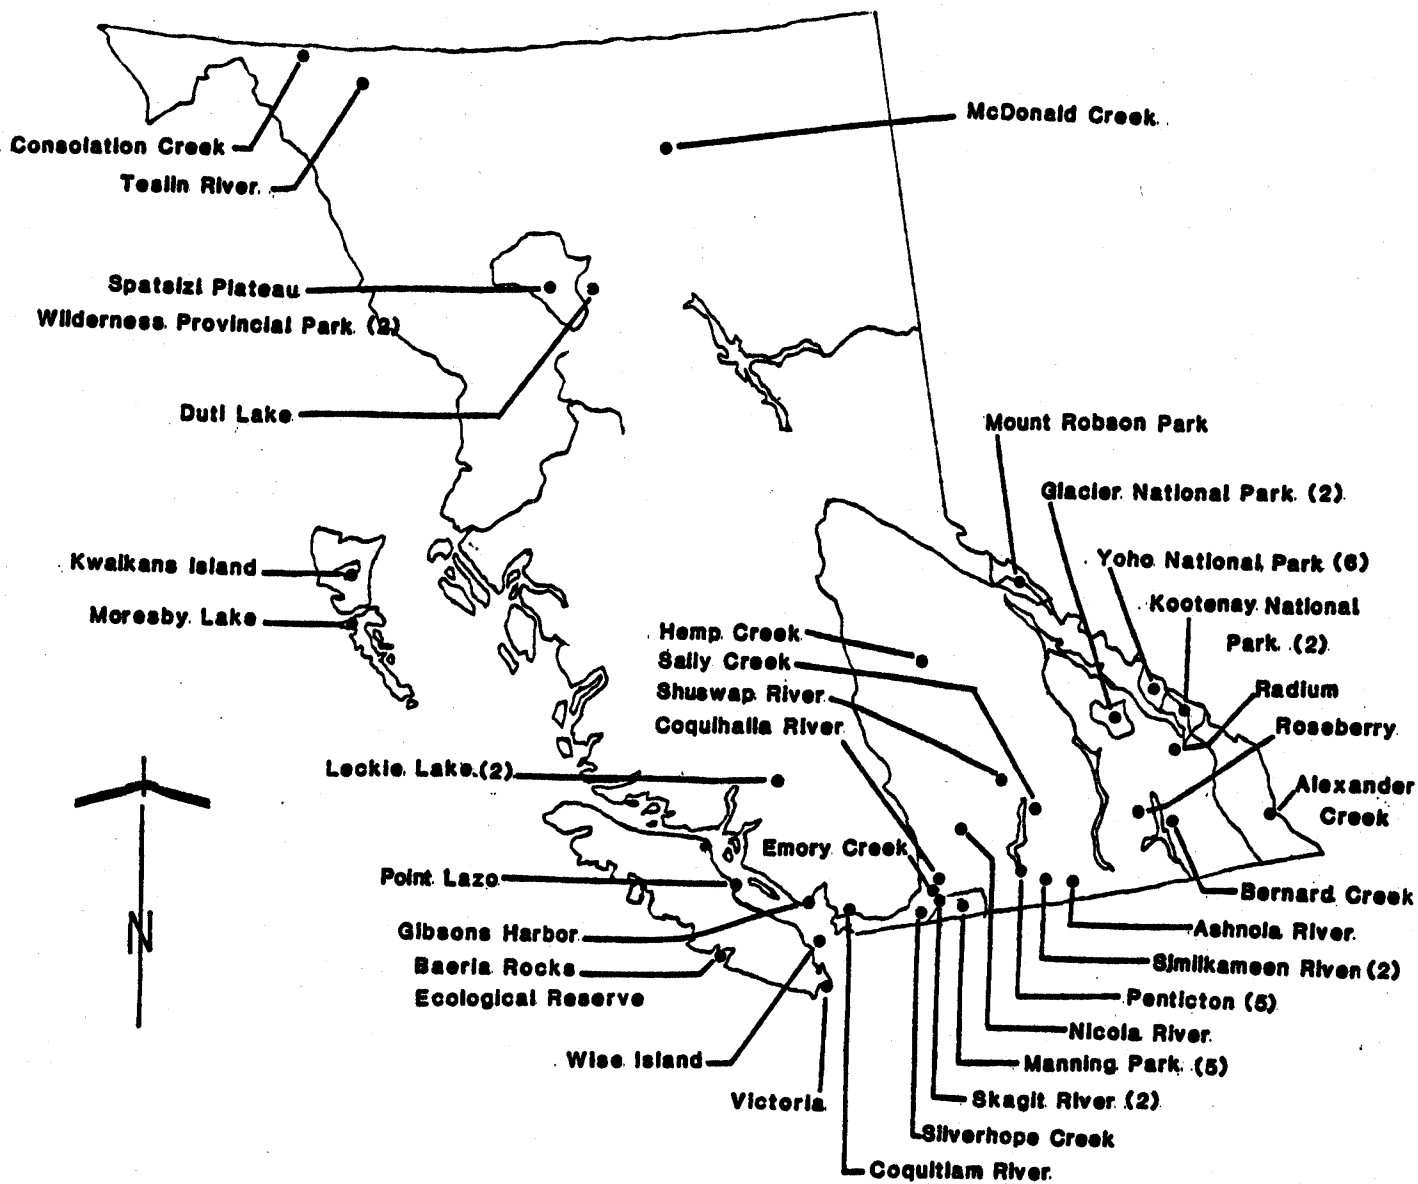 McDonald Creek
Consolation Creek
Teslin River
Spatsizi Plateau
Wilderness Provincial Park (2)
Duti Lake
Mount Robson Park
Glacier National Park (2)
Yoho National Park (6)
Kootenay National
Park (2)
Kwaikans Island
Moresby Lake
Hemp Creek
Sally Creek
Shuswap River
Coquihalla River
Radium
Roseberry
Leckie Lake (2)
Alexander
Creek
Emory Creek
Point Lazo
Bernard Creek
Gibsons Harbor
Ashnola River
Baeria Rocks
Ecological Reserve
Similkameen River (2)
Penticton (5)
N
Nicola River
Wise Island
Manning Park (5)
Victoria
Skagit River (2)
Silverhope Creek
Coquitlam River